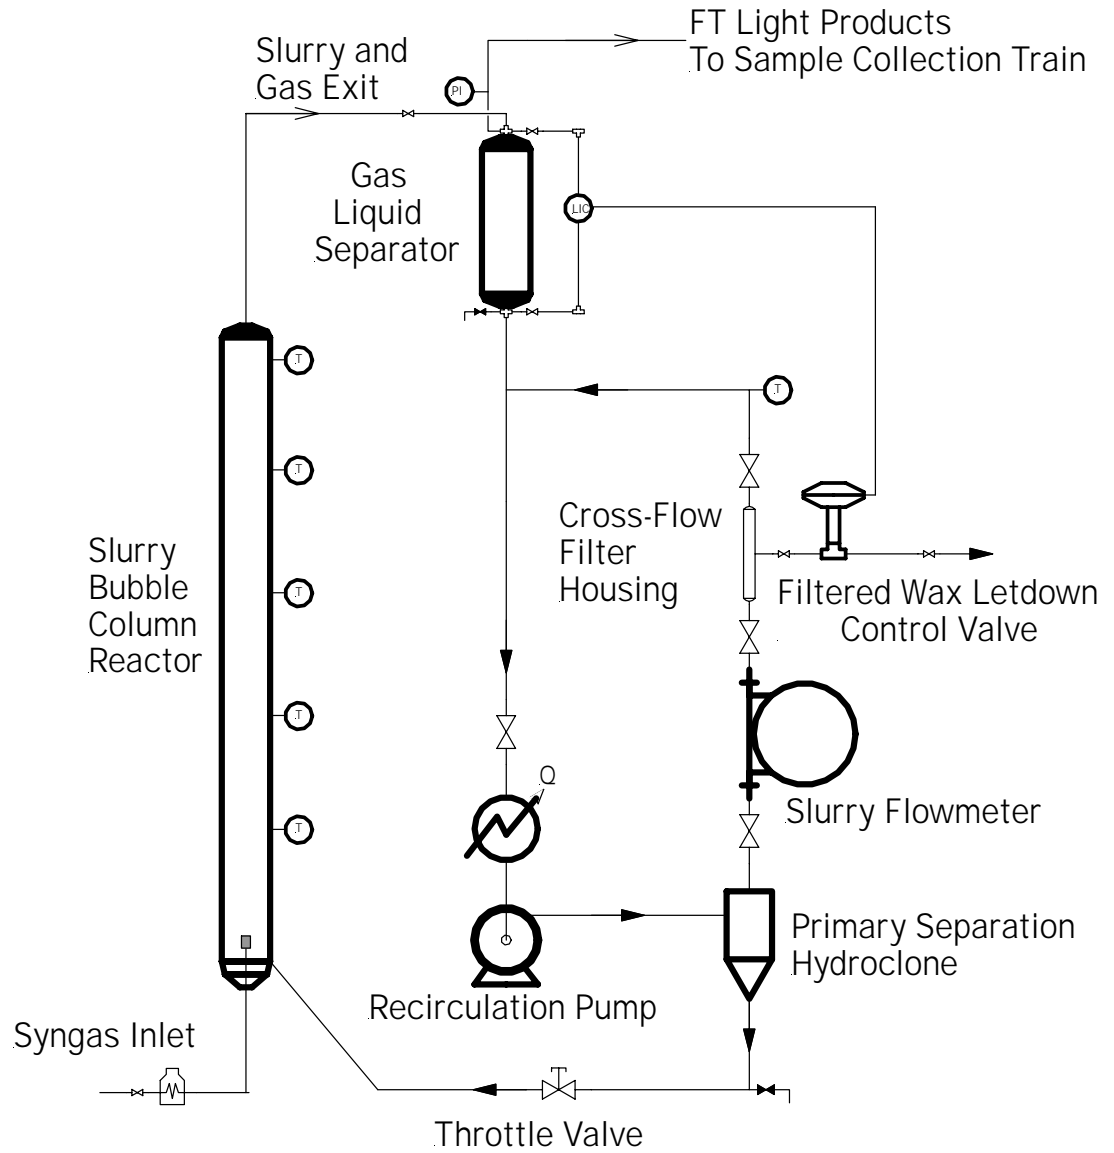 FT Light Products
To Sample Collection Train
Slurry and
Gas Exit
PI
Gas
Liquid
Separator
LIC
T
T
T
T
T
T
Cross-Flow
Filter
Housing
Slurry
Bubble
Column
Reactor
Filtered Wax Letdown
Control Valve
Q
Slurry Flowmeter
Primary Separation
Hydroclone
Recirculation Pump
Syngas Inlet
Throttle Valve